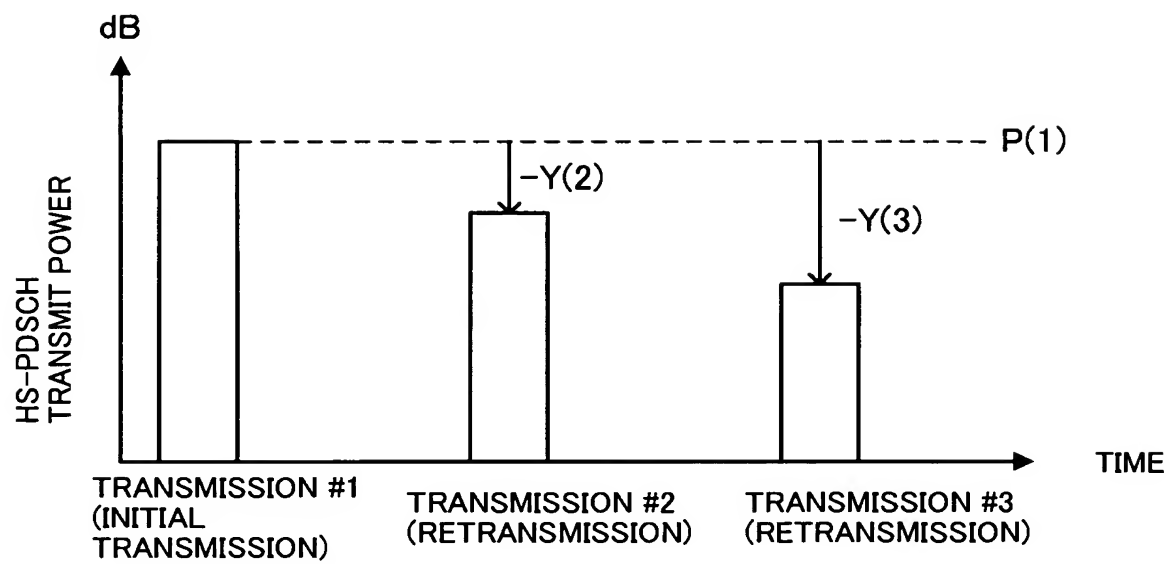 dB
P(1)
-Y(2)
-Y(3)
HS-PDSCH
TRANSMIT POWER
TIME
TRANSMISSION #1
(INITIAL
TRANSMISSION)
TRANSMISSION #2
(RETRANSMISSION)
TRANSMISSION #3
(RETRANSMISSION)